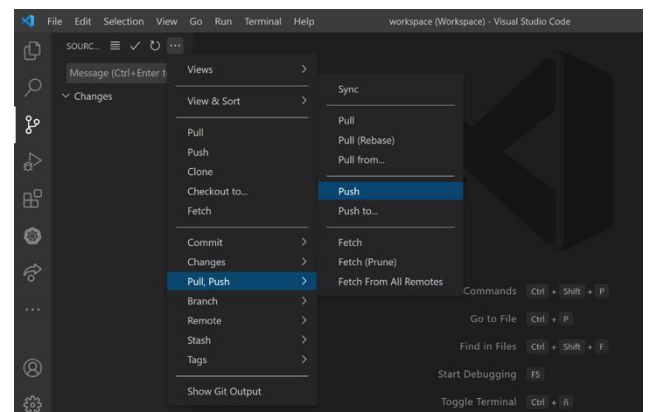 File Edit Selection View Go Run Terminal Help workspace (Workspace) - Visual Studio Code
SOURC...
Message (Ctrl+Enter t
Changes
Views
View & Sort
Pull
Push
Clone
Checkout to...
Fetch
Commit
Changes
Pull, Push
Branch
Remote
Stash
Tags
Show Git Output
Sync
Pull
Pull (Rebase)
Pull from...
Push
Push to...
Fetch
Fetch (Prune)
Fetch From All Remotes
Commands Ctrl + Shift + P
Go to File Ctrl + P
Find in Files Ctrl + Shift + F
Start Debugging F5
Toggle Terminal Ctrl + ñ